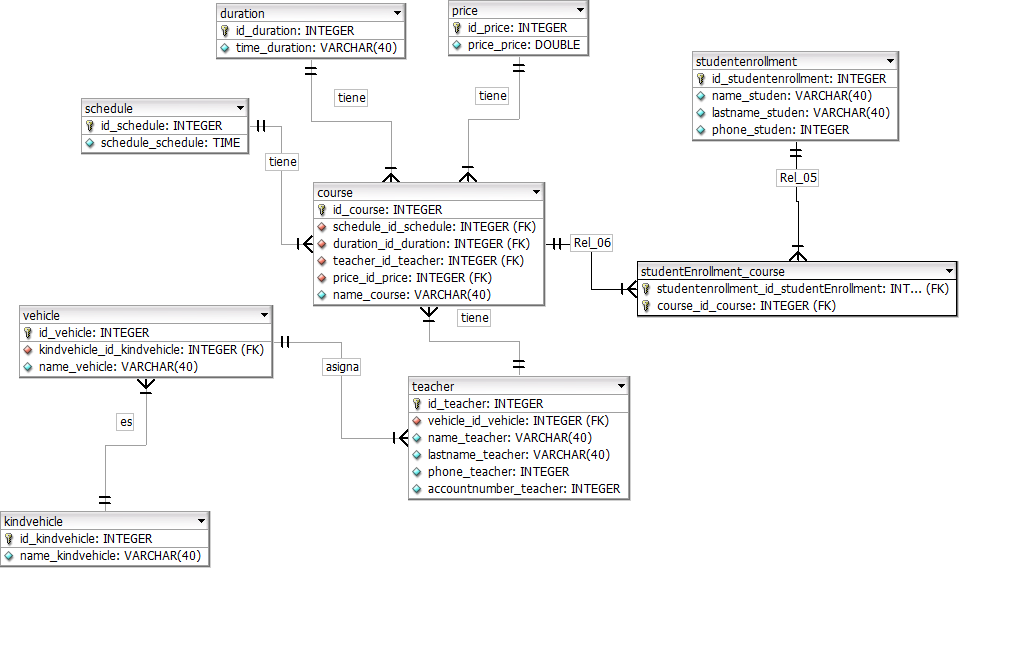 duration
id_duration: INTEGER
time_duration: VARCHAR(40)
price
id_price: INTEGER
price_price: DOUBLE
studentenrollment
id_studentenrollment: INTEGER
name_studen: VARCHAR(40)
lastname_studen: VARCHAR(40)
phone_studen: INTEGER
tiene
tiene
schedule
id_schedule: INTEGER
schedule_schedule: TIME
tiene
Rel_05
course
id_course: INTEGER
schedule_id_schedule: INTEGER (FK)
duration_id_duration: INTEGER (FK)
teacher_id_teacher: INTEGER (FK)
price_id_price: INTEGER (FK)
name_course: VARCHAR(40)
Rel_06
studentEnrollment_course
studentenrollment_id_studentEnrollment: INT... (FK)
course_id_course: INTEGER (FK)
tiene
vehicle
id_vehicle: INTEGER
kindvehicle_id_kindvehicle: INTEGER (FK)
name_vehicle: VARCHAR(40)
asigna
teacher
id_teacher: INTEGER
vehicle_id_vehicle: INTEGER (FK)
name_teacher: VARCHAR(40)
lastname_teacher: VARCHAR(40)
phone_teacher: INTEGER
accountnumber_teacher: INTEGER
es
kindvehicle
id_kindvehicle: INTEGER
name_kindvehicle: VARCHAR(40)